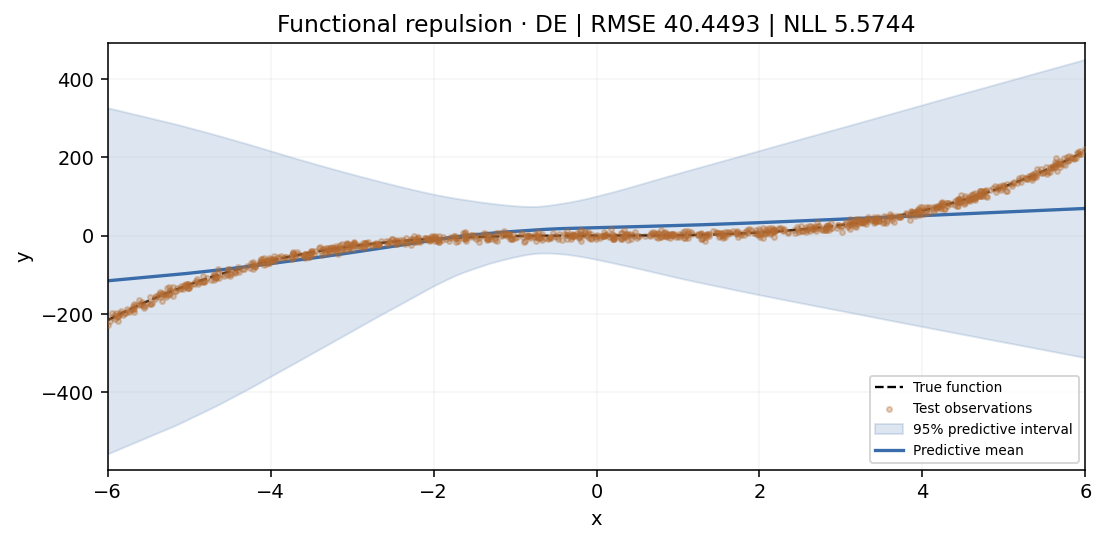 Functional repulsion · DE | RMSE 40.4493 | NLL 5.5744
400
200
0
−200
−400
y
−6
−4
−2
0
2
4
6
x
True function
Test observations
95% predictive interval
Predictive mean